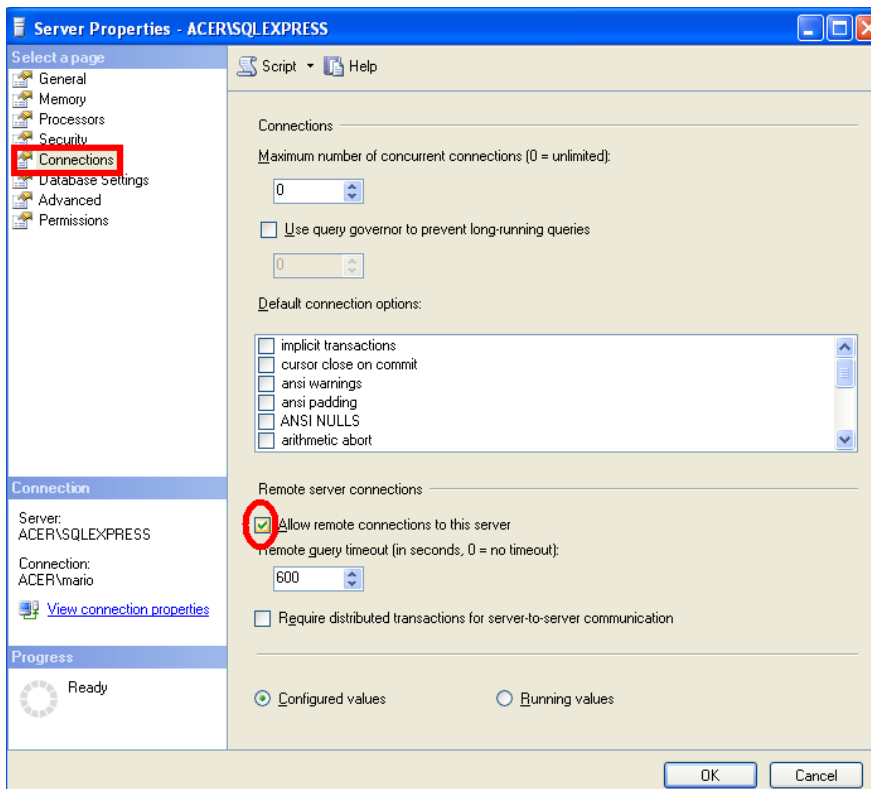 Server Properties - ACER\SQLEXPRESS
Select a page
General
Memory
Processors
Security
Connections
Database Settings
Advanced
Permissions
Script
Help
Connections
Maximum number of concurrent connections (0 = unlimited):
0
Use query governor to prevent long-running queries
0
Default connection options:
implicit transactions
cursor close on commit
ansi warnings
ansi padding
ANSI NULLS
arithmetic abort
Remote server connections
Allow remote connections to this server
Remote query timeout (in seconds, 0 = no timeout):
600
Require distributed transactions for server-to-server communication
Configured values
Running values
Connection
Server:
ACER\SQLEXPRESS
Connection:
ACER\mario
View connection properties
Progress
Ready
OK
Cancel